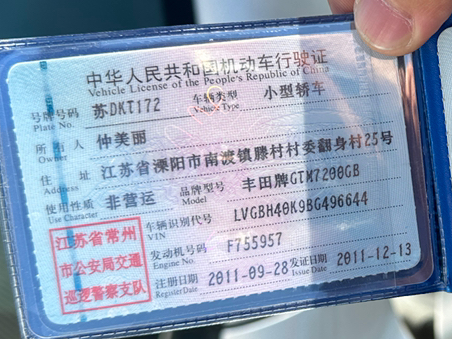 中华人民共和国机动车行驶证
Vehicle License of the People's Republic of China
号牌号码 苏DKT172 车辆类型 小型轿车
Plate No. Vehicle Type
所有人 仲美丽
Owner
住址 江苏省溧阳市南渡镇滕村村委翻身村25号
Address
使用性质 非营运 品牌型号 丰田牌GTM7200GB
Use Character Model
车辆识别代号 LVGBH40K9BG496644
VIN
发动机号码 F755957
Engine No.
注册日期 2011-09-28 发证日期 2011-12-13
Register Date Issue Date
江苏省常州
市公安局交通
巡逻警察支队